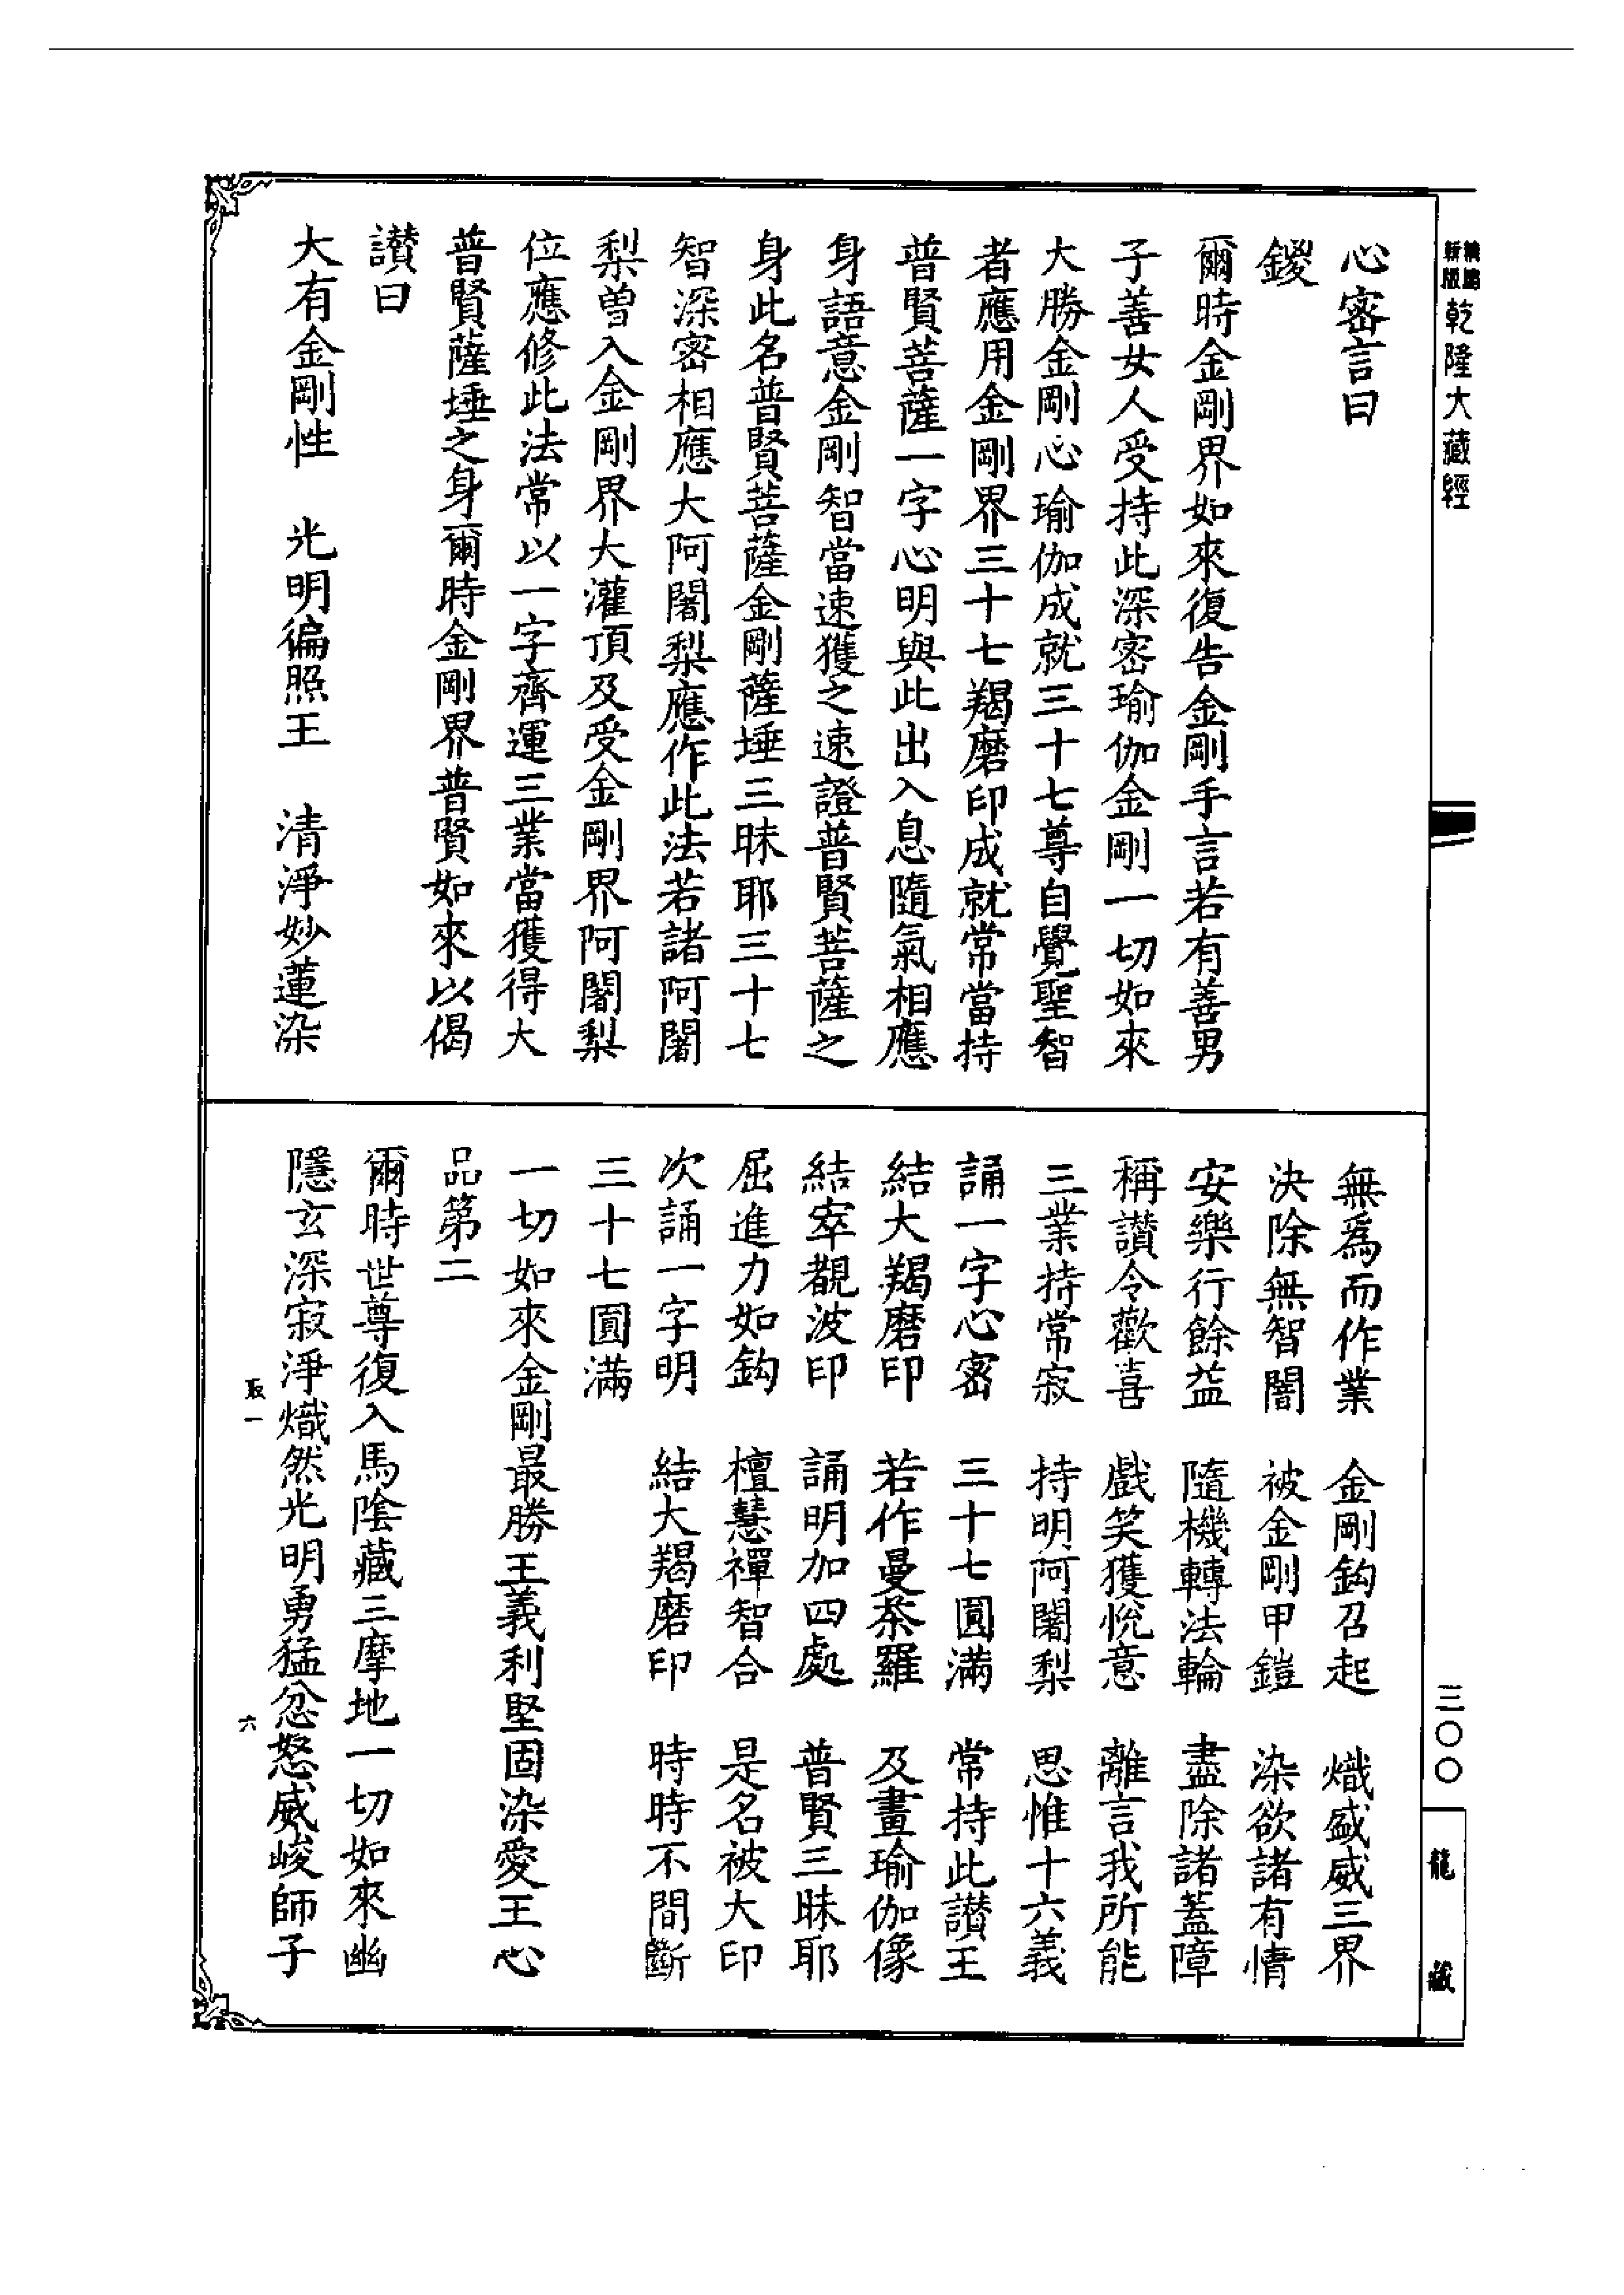 乾隆大藏經
三〇〇
龍藏
心密言曰
鑁
爾時金剛界如來復告金剛手言若有善男
子善女人受持此深密瑜伽金剛一切如來
大勝金剛心瑜伽成就三十七尊自覺聖智
者應用金剛界三十七羯磨印成就常當持
普賢菩薩一字心明與此出入息隨氣相應
身語意金剛智當速獲之速證普賢菩薩之
身此名普賢菩薩金剛薩埵三昧耶三十七
智深密相應大阿闍梨應作此法若諸阿闍
梨曾入金剛界大灌頂及受金剛界阿闍梨
位應修此法常以一字齊運三業當獲得大
普賢薩埵之身爾時金剛界普賢如來以偈
讚曰
大有金剛性　光明徧照王　清淨妙蓮染
無爲而作業　金剛鈎召起　熾盛威三界
決除無智闇　被金剛甲鎧　染欲諸有情
安樂行餘益　隨機轉法輪　盡除諸蓋障
稱讚令歡喜　戲笑獲悅意　離言我所能
三業持常寂　持明阿闍梨　思惟十六義
誦一字心密　三十七圓滿　常持此讚王
結大羯磨印　若作曼荼羅　及畫瑜伽像
結窣覩波印　誦明加四處　普賢三昧耶
屈進力如鈎　檀慧禪智合　是名被大印
次誦一字明　結大羯磨印　時時不間斷
三十七圓滿
一切如來金剛最勝王義利堅固染愛王心
品第二
爾時世尊復入馬陰藏三摩地一切如來幽
隱玄深寂淨熾然光明勇猛忿怒威峻師子
取一
六